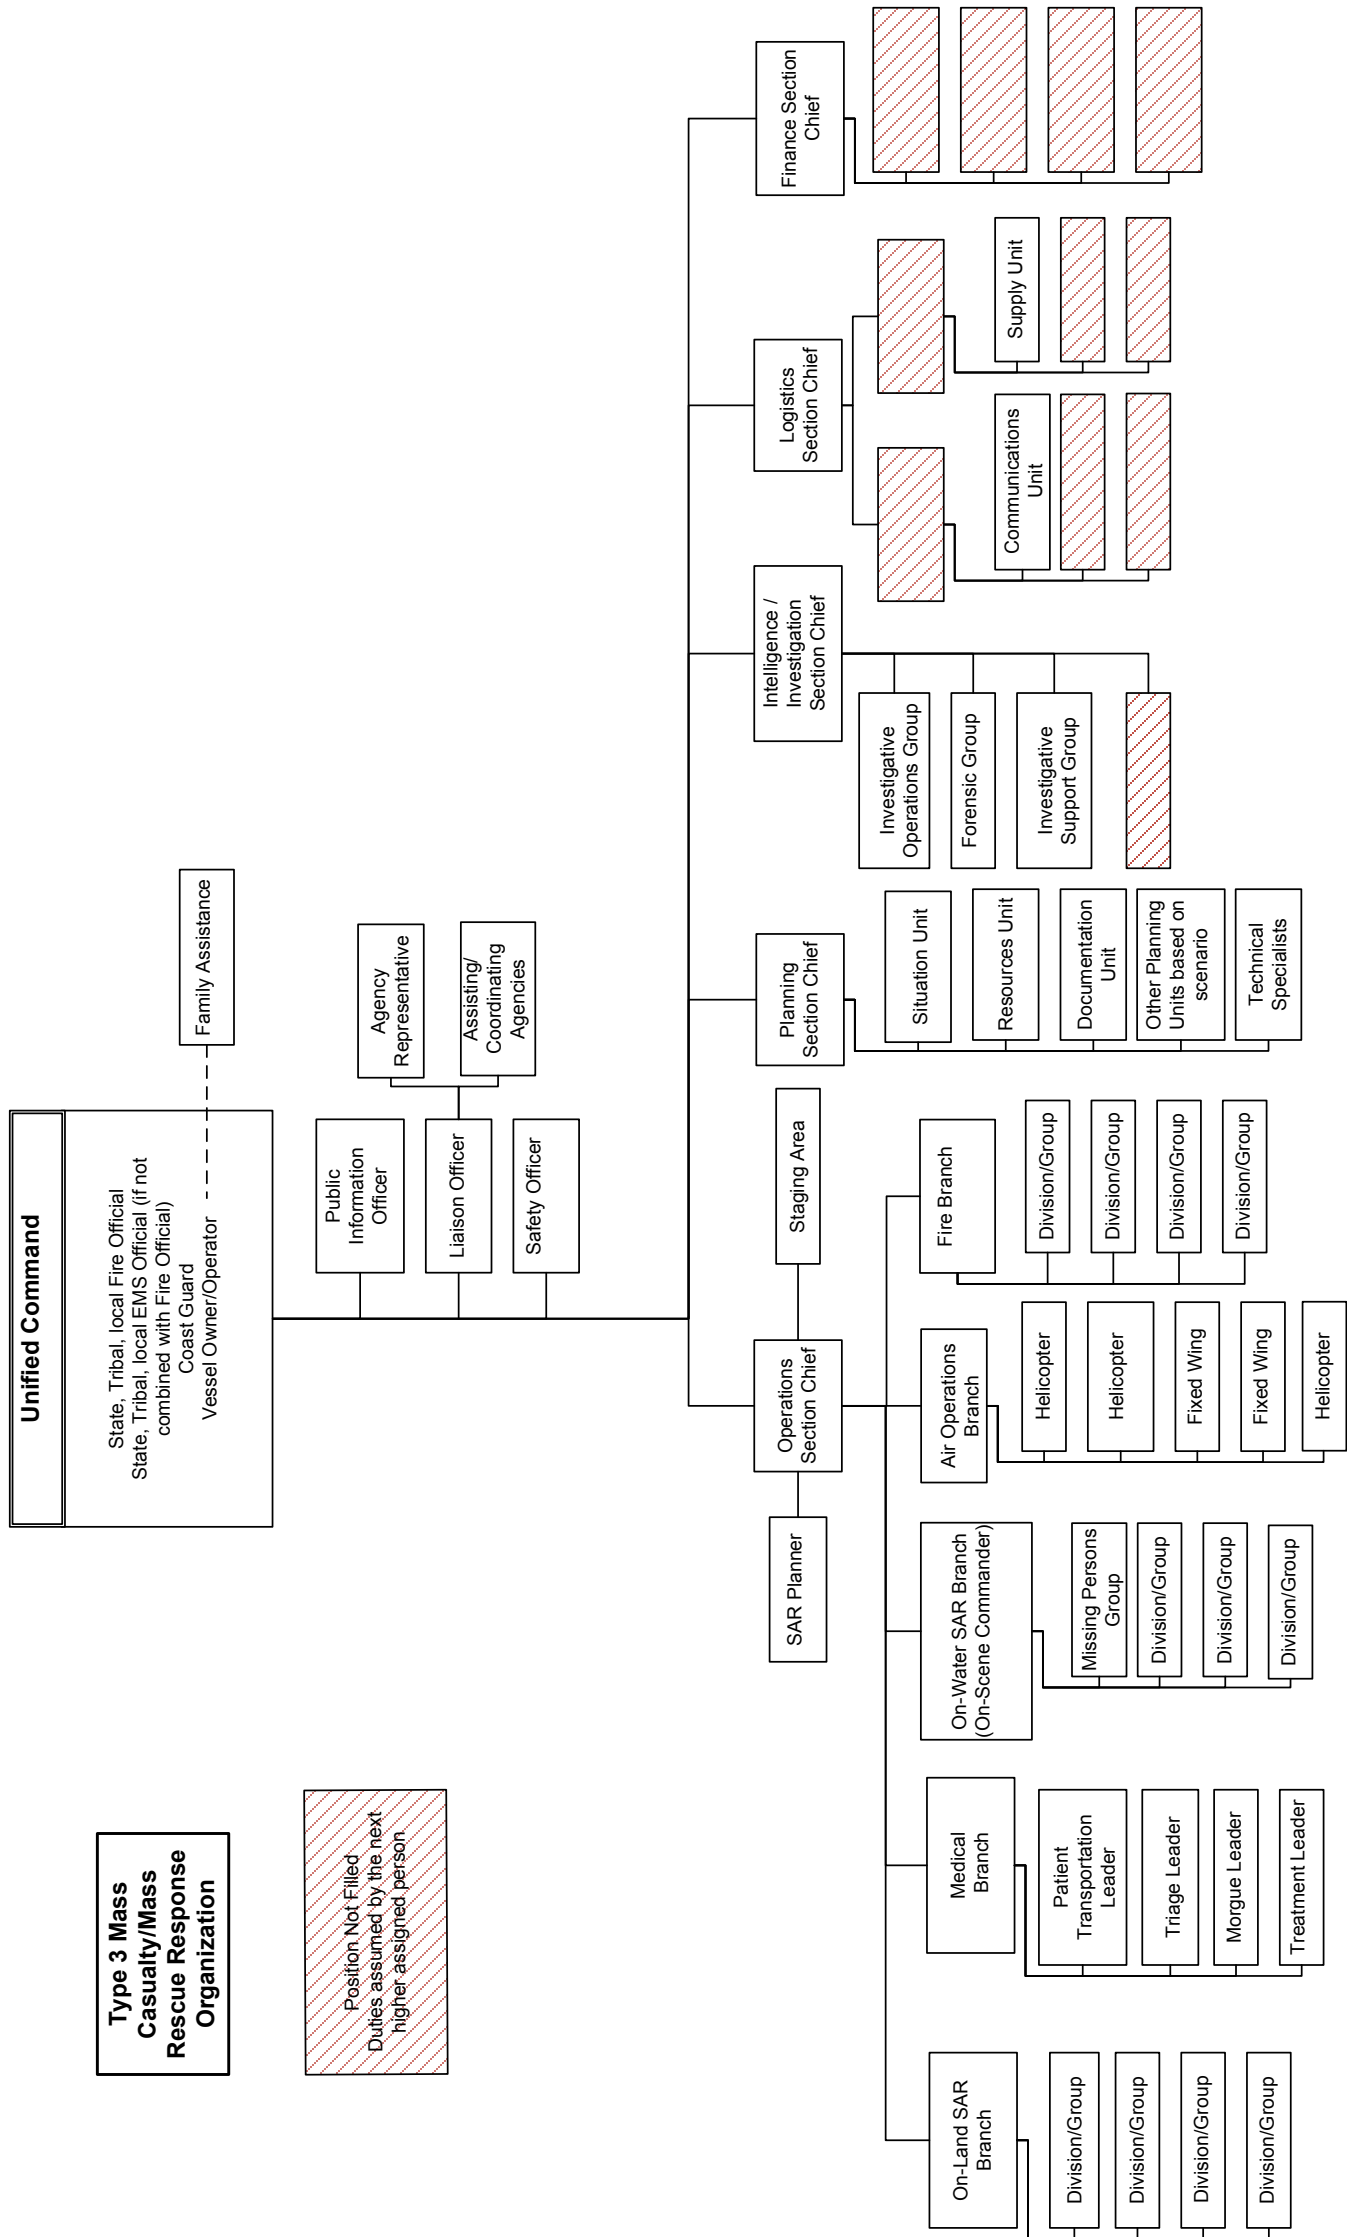 Type 3 Mass
Casualty/Mass
Rescue Response
Organization
Position Not Filled
Duties assumed by the next
higher assigned person
Unified Command
State, Tribal, local Fire Official
State, Tribal, local EMS Official (if not
combined with Fire Official)
Coast Guard
Vessel Owner/Operator
Family Assistance
Public
Information
Officer
Liaison Officer
Safety Officer
Agency
Representative
Assisting/
Coordinating
Agencies
SAR Planner
Operations
Section Chief
Staging Area
Planning
Section Chief
Intelligence /
Investigation
Section Chief
Logistics
Section Chief
Finance Section
Chief
On-Land SAR
Branch
Division/Group
Division/Group
Division/Group
Division/Group
Medical
Branch
Patient
Transportation
Leader
Triage Leader
Morgue Leader
Treatment Leader
On-Water SAR Branch
(On-Scene Commander)
Missing Persons
Group
Division/Group
Division/Group
Division/Group
Air Operations
Branch
Helicopter
Helicopter
Fixed Wing
Fixed Wing
Helicopter
Fire Branch
Division/Group
Division/Group
Division/Group
Division/Group
Situation Unit
Resources Unit
Documentation
Unit
Other Planning
Units based on
scenario
Technical
Specialists
Investigative
Operations Group
Forensic Group
Investigative
Support Group
Communications
Unit
Supply Unit